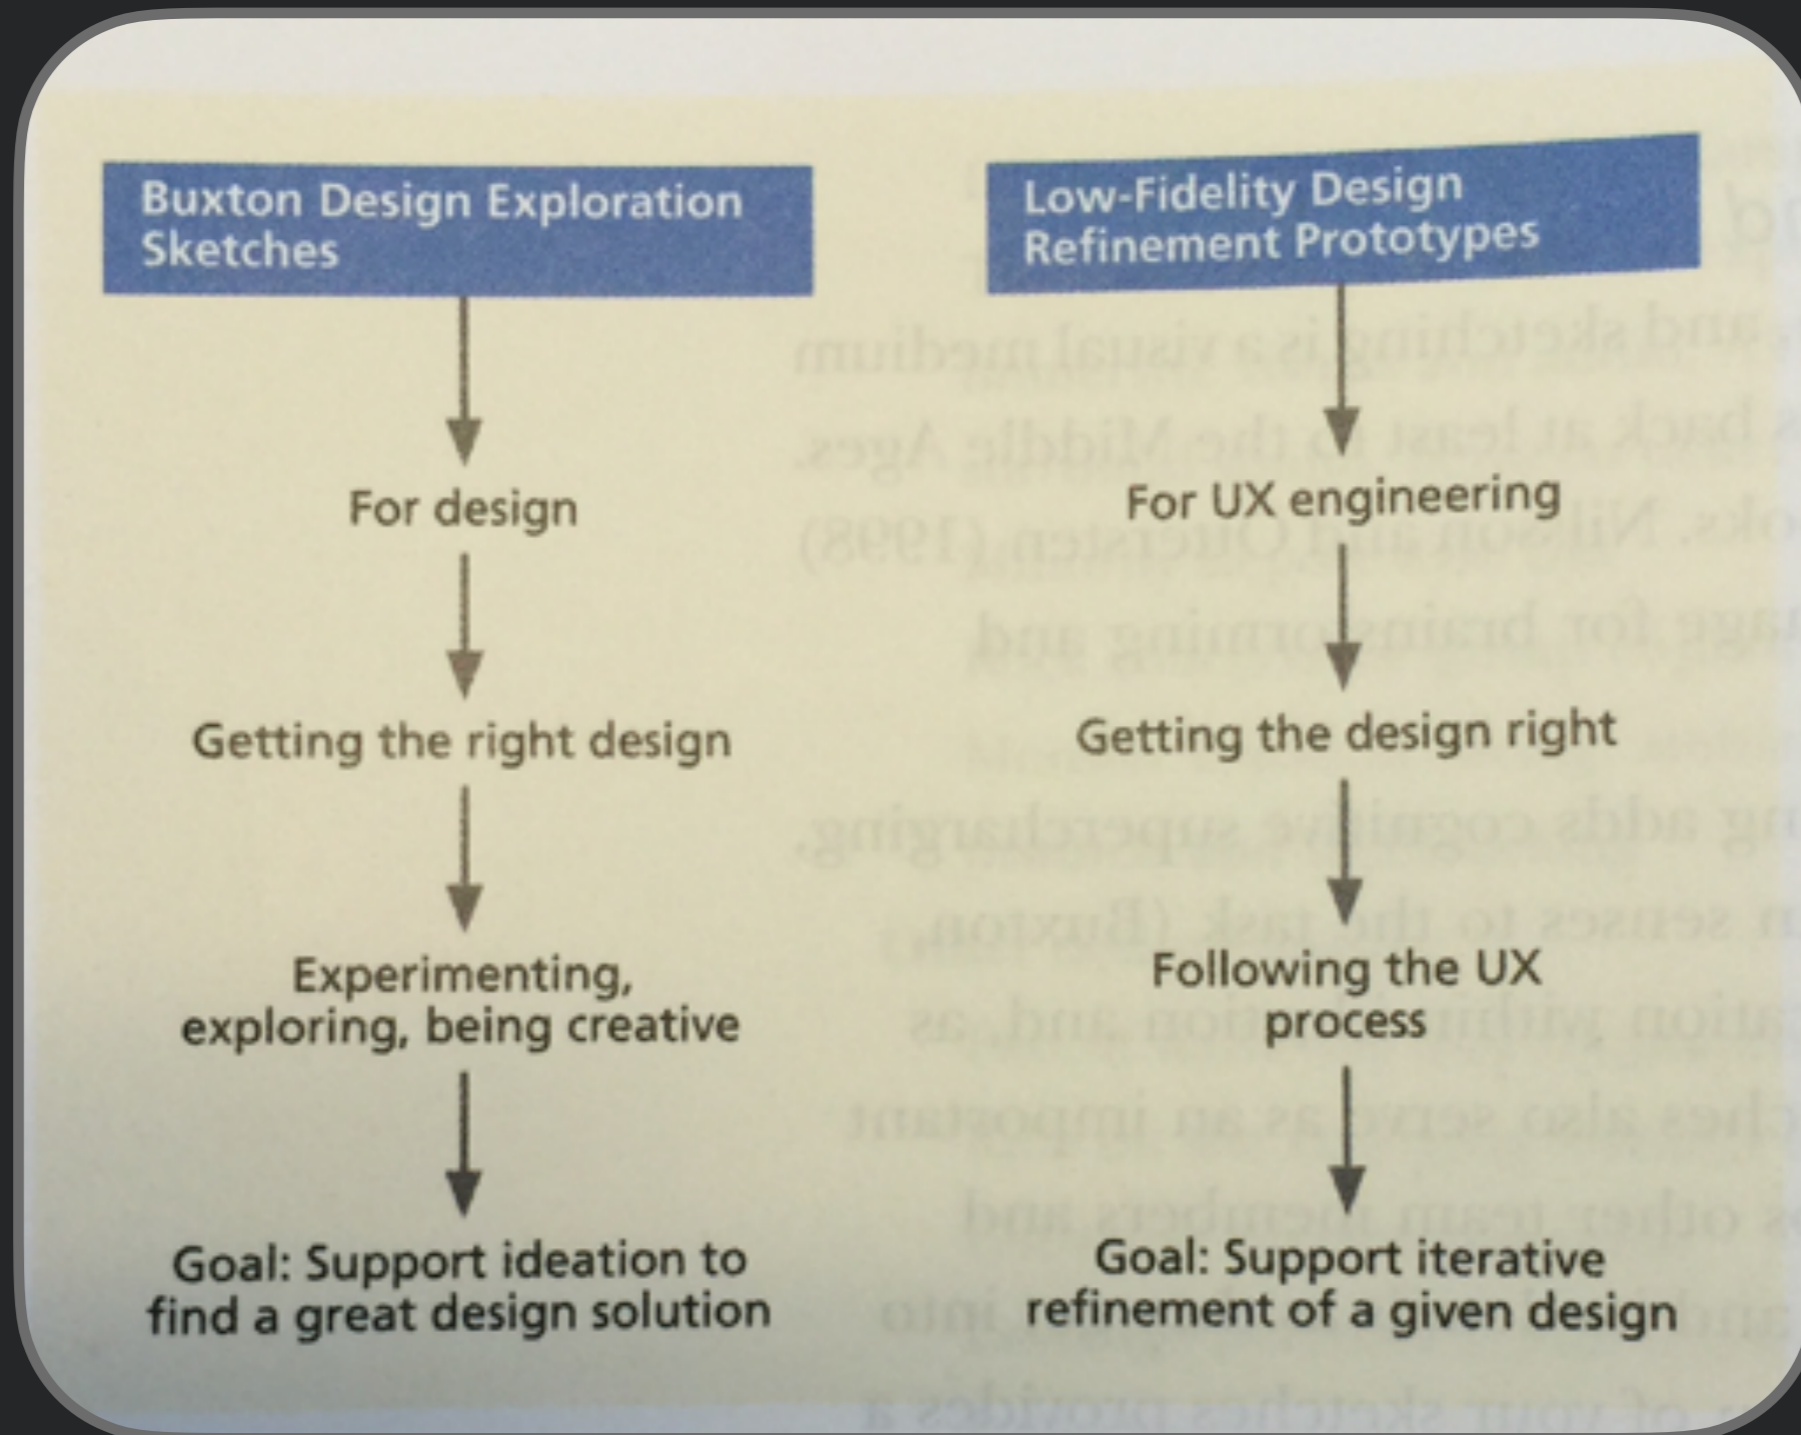 Buxton Design Exploration
Sketches
For design
Getting the right design
Experimenting,
exploring, being creative
Goal: Support ideation to
find a great design solution
Low-Fidelity Design
Refinement Prototypes
For UX engineering
Getting the design right
Following the UX
process
Goal: Support iterative
refinement of a given design